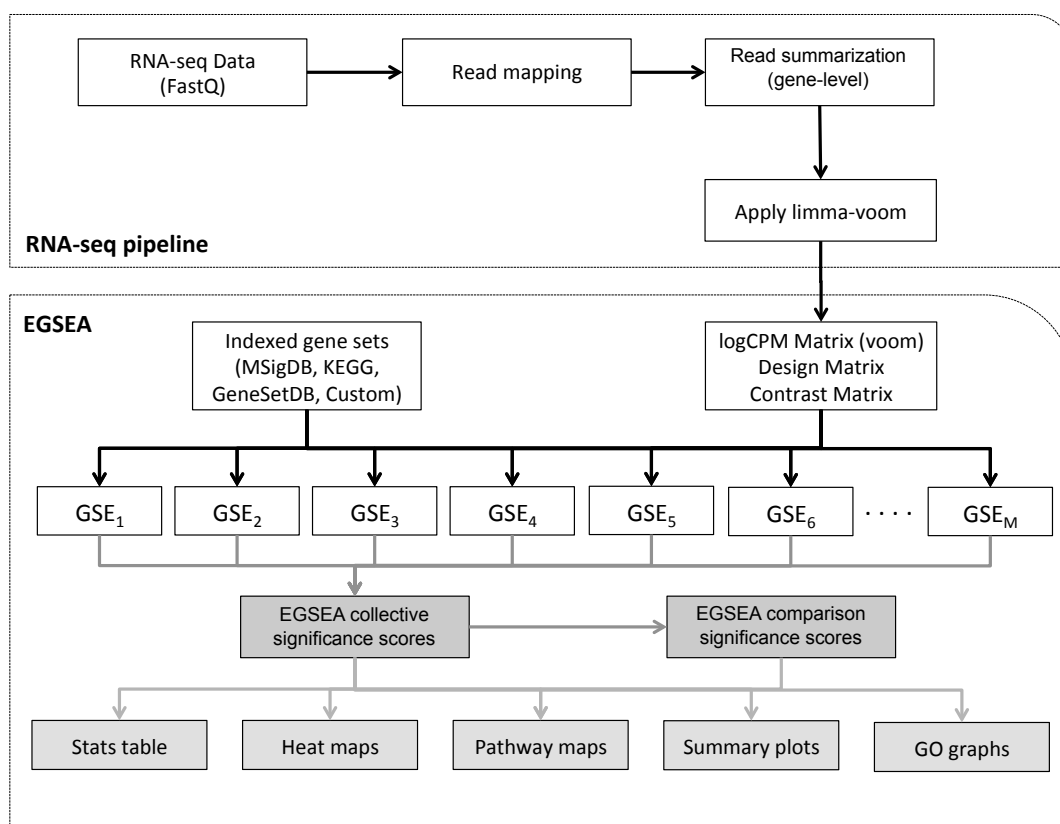 RNA-seq Data
(FastQ)
Read mapping
Read summarization
(gene-level)
Apply limma-voom
RNA-seq pipeline
EGSEA
Indexed gene sets
(MSigDB, KEGG,
GeneSetDB, Custom)
logCPM Matrix (voom)
Design Matrix
Contrast Matrix
GSE₁
GSE₂
GSE₃
GSE₄
GSE₅
GSE₆
. . . .
GSE_M
EGSEA collective
significance scores
EGSEA comparison
significance scores
Stats table
Heat maps
Pathway maps
Summary plots
GO graphs